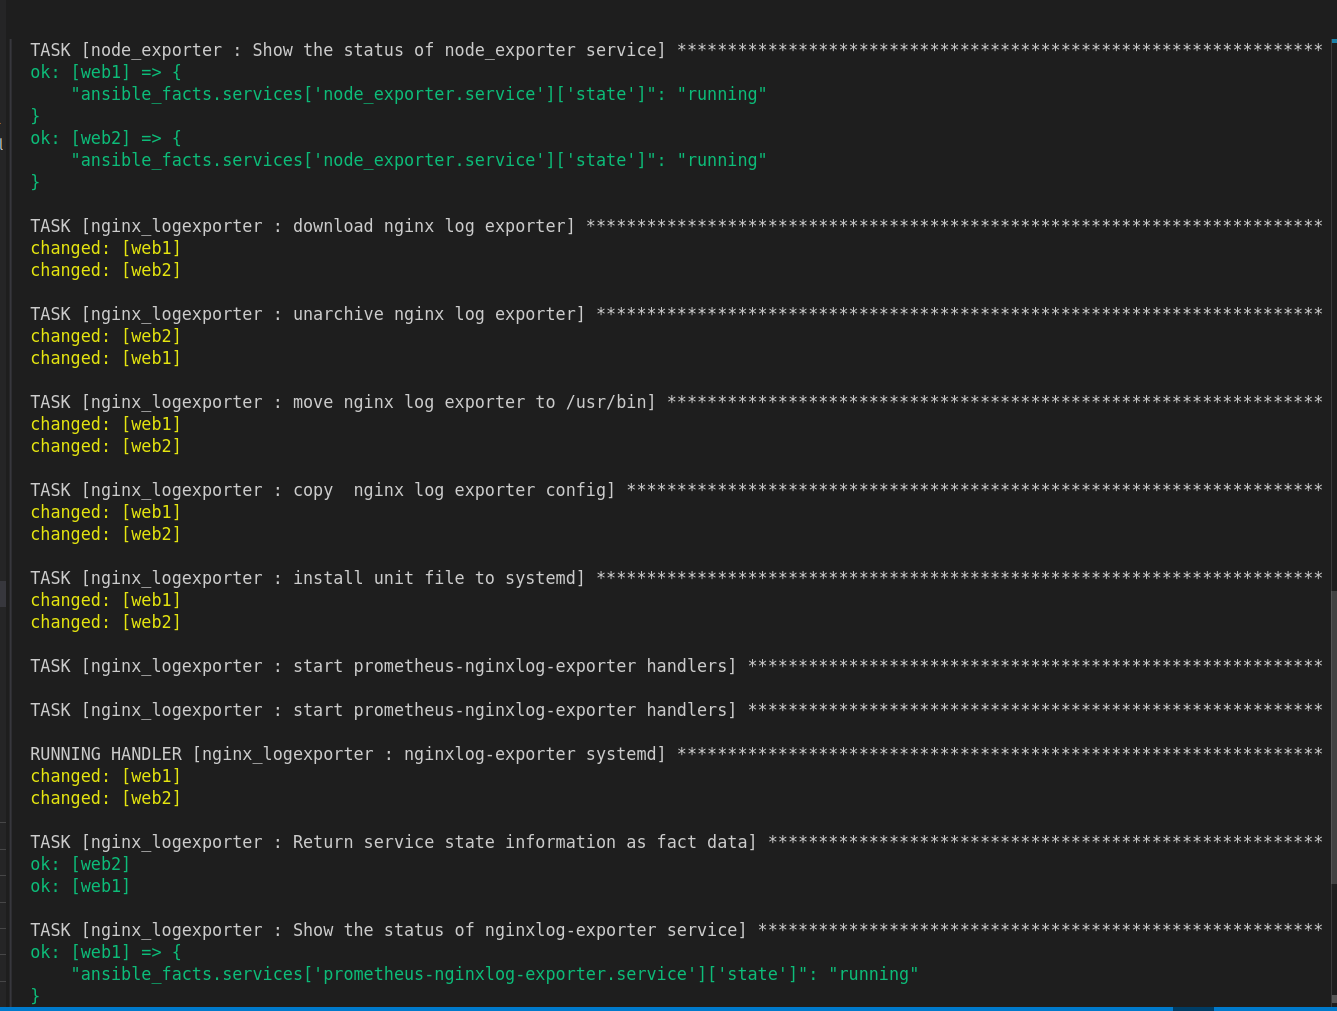 TASK [node_exporter : Show the status of node_exporter service] ****************************************************************
ok: [web1] => {
    "ansible_facts.services['node_exporter.service']['state']": "running"
}
ok: [web2] => {
    "ansible_facts.services['node_exporter.service']['state']": "running"
}
TASK [nginx_logexporter : download nginx log exporter] *************************************************************************
changed: [web1]
changed: [web2]
TASK [nginx_logexporter : unarchive nginx log exporter] ************************************************************************
changed: [web2]
changed: [web1]
TASK [nginx_logexporter : move nginx log exporter to /usr/bin] *****************************************************************
changed: [web1]
changed: [web2]
TASK [nginx_logexporter : copy  nginx log exporter config] *********************************************************************
changed: [web1]
changed: [web2]
TASK [nginx_logexporter : install unit file to systemd] ************************************************************************
changed: [web1]
changed: [web2]
TASK [nginx_logexporter : start prometheus-nginxlog-exporter handlers] *********************************************************
TASK [nginx_logexporter : start prometheus-nginxlog-exporter handlers] *********************************************************
RUNNING HANDLER [nginx_logexporter : nginxlog-exporter systemd] ****************************************************************
changed: [web1]
changed: [web2]
TASK [nginx_logexporter : Return service state information as fact data] *******************************************************
ok: [web2]
ok: [web1]
TASK [nginx_logexporter : Show the status of nginxlog-exporter service] ********************************************************
ok: [web1] => {
    "ansible_facts.services['prometheus-nginxlog-exporter.service']['state']": "running"
}